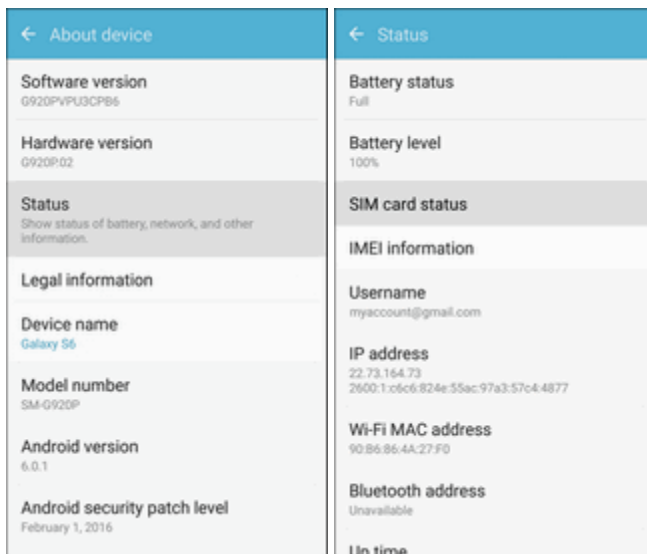 About device
Software version
G920PVPU3CPB6
Hardware version
G920P.02
Status
Show status of battery, network, and other
information.
Legal information
Device name
Galaxy S6
Model number
SM-G920P
Android version
6.0.1
Android security patch level
February 1, 2016
Status
Battery status
Full
Battery level
100%
SIM card status
IMEI information
Username
myaccount@gmail.com
IP address
22.73.164.73
2600:1:c6c6:824e:55ac:97a3:57c4:4877
Wi-Fi MAC address
90:B6:86:4A:27:F0
Bluetooth address
Unavailable
Up time